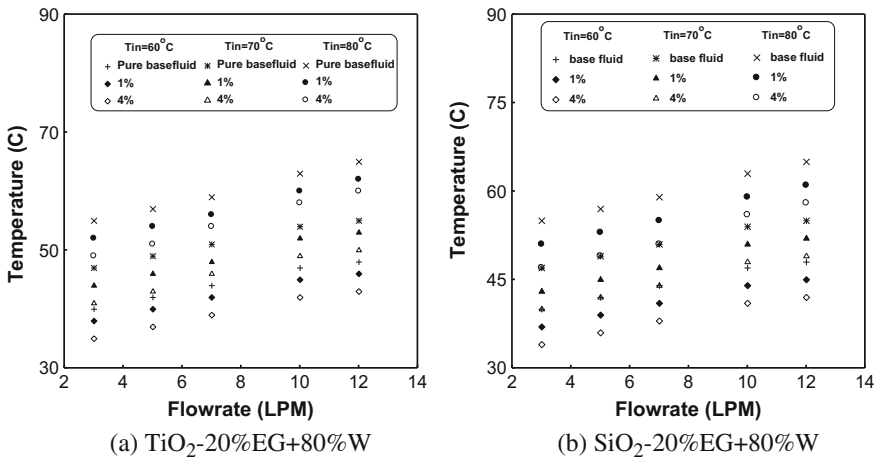 90
70
50
30
2 4 6 8 10 12 14
Temperature (C)
Flowrate (LPM)
Tin=60°C Tin=70°C Tin=80°C
Pure basefluid Pure basefluid Pure basefluid
1% 1% 1%
4% 4% 4%
(a) TiO₂-20%EG+80%W
90
75
60
45
30
2 4 6 8 10 12 14
Temperature (C)
Flowrate (LPM)
Tin=60°C Tin=70°C Tin=80°C
base fluid base fluid base fluid
1% 1% 1%
4% 4% 4%
(b) SiO₂-20%EG+80%W